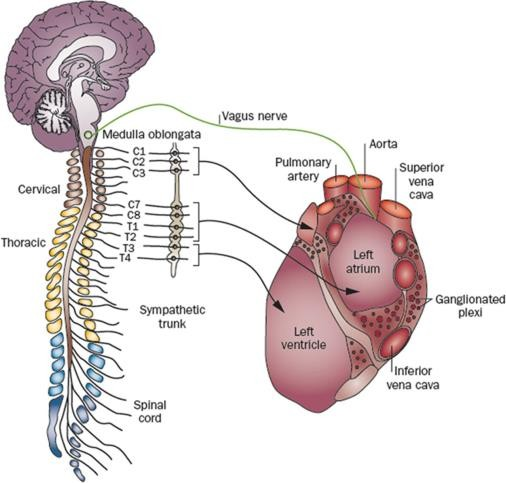 Vagus nerve
Medulla oblongata
C1
C2
C3
Cervical
C7
C8
T1
T2
T3
T4
Thoracic
Sympathetic
trunk
Spinal
cord
Pulmonary
artery
Aorta
Superior
vena
cava
Left
atrium
Ganglionated
plexi
Left
ventricle
Inferior
vena cava